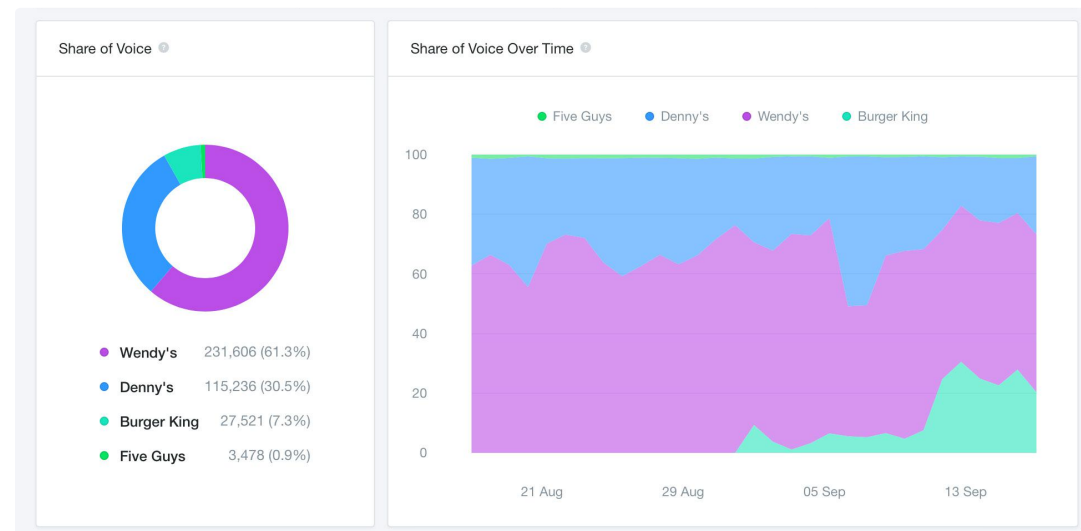 Share of Voice ?
Wendy's 231,606 (61.3%)
Denny's 115,236 (30.5%)
Burger King 27,521 (7.3%)
Five Guys 3,478 (0.9%)
Share of Voice Over Time ?
Five Guys Denny's Wendy's Burger King
100
80
60
40
20
0
21 Aug 29 Aug 05 Sep 13 Sep